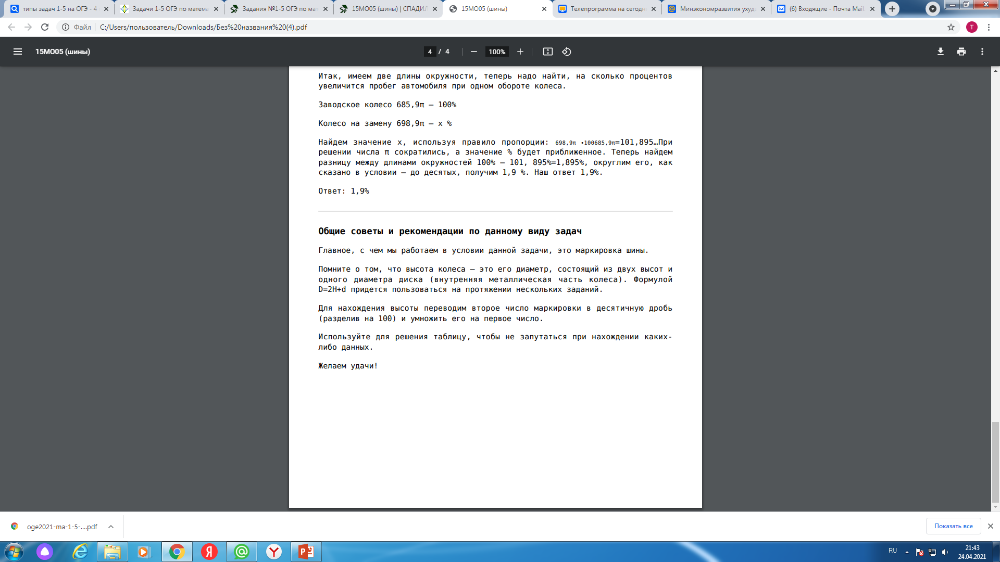 типы задач 1-5 на ОГЭ - 4
Задачи 1-5 ОГЭ по матема
Задания №1-5 ОГЭ по мат
15МО05 (шины) | СПАДИЛ
15МО05 (шины)
Телепрограмма на сегодн
Минэкономразвития ухуд
(6) Входящие - Почта Mail
Файл
C:/Users/пользователь/Downloads/Без%20названия%20(4).pdf
T
15МО05 (шины)
4 / 4
100%
Итак, имеем две длины окружности, теперь надо найти, на сколько процентов
увеличится пробег автомобиля при одном обороте колеса.
Заводское колесо 685,9π – 100%
Колесо на замену 698,9π – х %
Найдем значение х, используя правило пропорции: 698,9π •100685,9π=101,895…При
решении числа π сократились, а значение % будет приближенное. Теперь найдем
разницу между длинами окружностей 100% – 101, 895%=1,895%, округлим его, как
сказано в условии – до десятых, получим 1,9 %. Наш ответ 1,9%.
Ответ: 1,9%
Общие советы и рекомендации по данному виду задач
Главное, с чем мы работаем в условии данной задачи, это маркировка шины.
Помните о том, что высота колеса – это его диаметр, состоящий из двух высот и
одного диаметра диска (внутренняя металлическая часть колеса). Формулой
D=2H+d придется пользоваться на протяжении нескольких заданий.
Для нахождения высоты переводим второе число маркировки в десятичную дробь
(разделив на 100) и умножить его на первое число.
Используйте для решения таблицу, чтобы не запутаться при нахождении каких-
либо данных.
Желаем удачи!
oge2021-ma-1-5-....pdf
Показать все
RU
21:43
24.04.2021